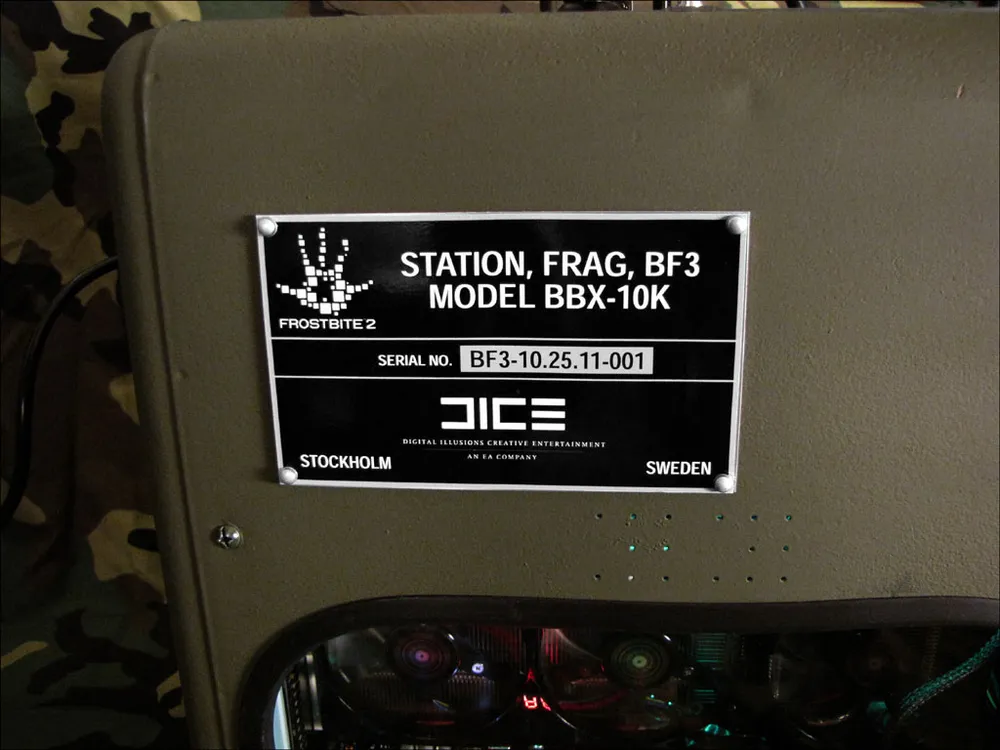 STATION, FRAG, BF3
MODEL BBX-10K
FROSTBITE 2
SERIAL NO. BF3-10.25.11-001
DICE
DIGITAL ILLUSIONS CREATIVE ENTERTAINMENT
AN EA COMPANY
STOCKHOLM
SWEDEN